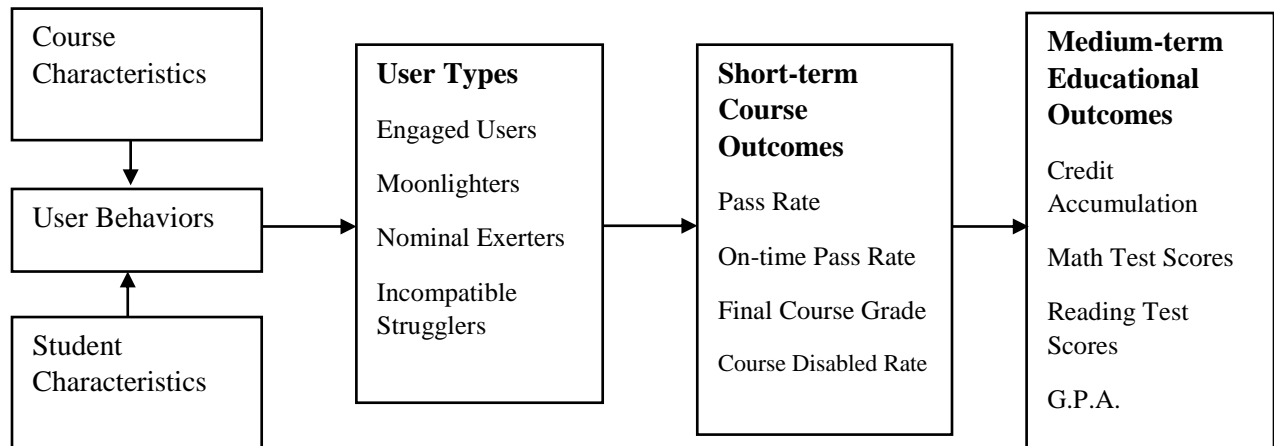 Course
Characteristics
User Behaviors
Student
Characteristics
User Types
Engaged Users
Moonlighters
Nominal Exerters
Incompatible
Strugglers
Short-term
Course
Outcomes
Pass Rate
On-time Pass Rate
Final Course Grade
Course Disabled Rate
Medium-term
Educational
Outcomes
Credit
Accumulation
Math Test Scores
Reading Test
Scores
G.P.A.